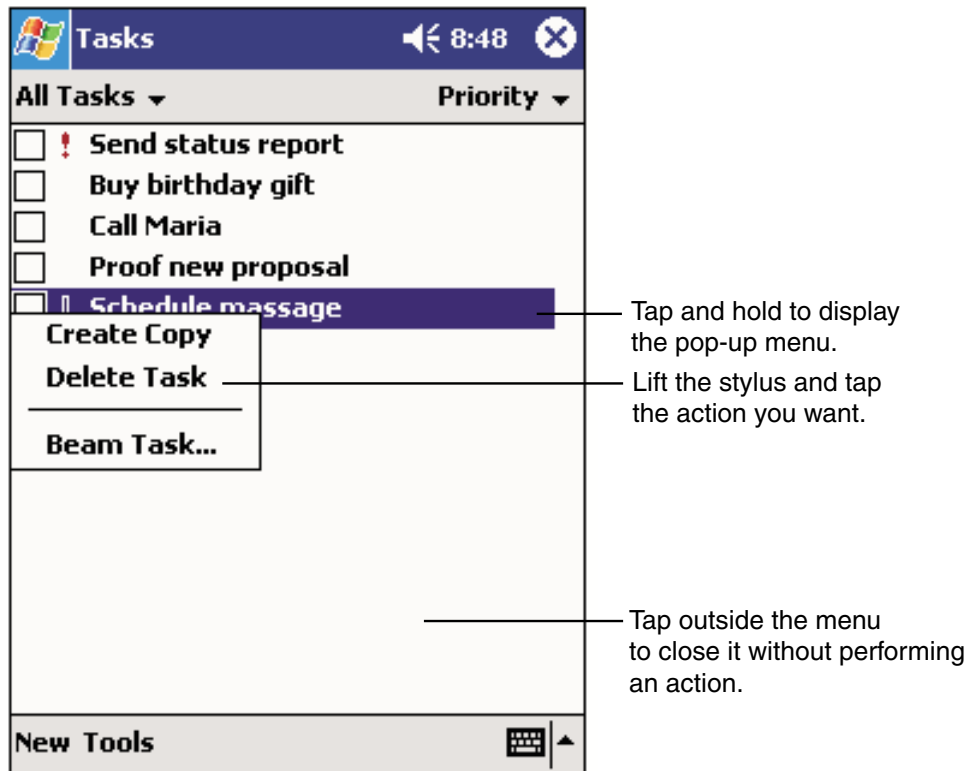 Tasks 8:48
All Tasks Priority
Send status report
Buy birthday gift
Call Maria
Proof new proposal
Schedule massage
Create Copy
Delete Task
Beam Task...
Tap and hold to display
the pop-up menu.
Lift the stylus and tap
the action you want.
Tap outside the menu
to close it without performing
an action.
New Tools